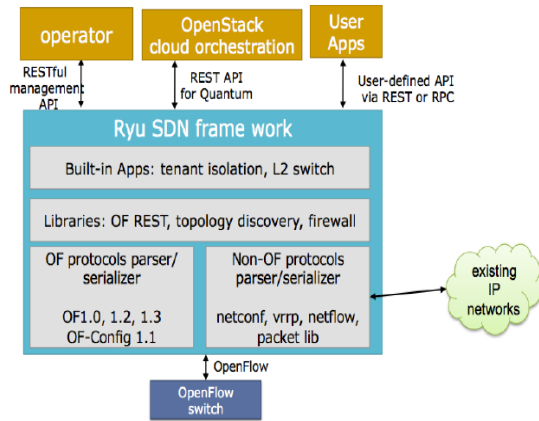 operator
OpenStack
cloud orchestration
User
Apps
RESTful
management
API
REST API
for Quantum
User-defined API
via REST or RPC
Ryu SDN frame work
Built-in Apps: tenant isolation, L2 switch
Libraries: OF REST, topology discovery, firewall
OF protocols parser/
serializer
OF1.0, 1.2, 1.3
OF-Config 1.1
Non-OF protocols
parser/serializer
netconf, vrrp, netflow,
packet lib
existing
IP
networks
OpenFlow
OpenFlow
switch